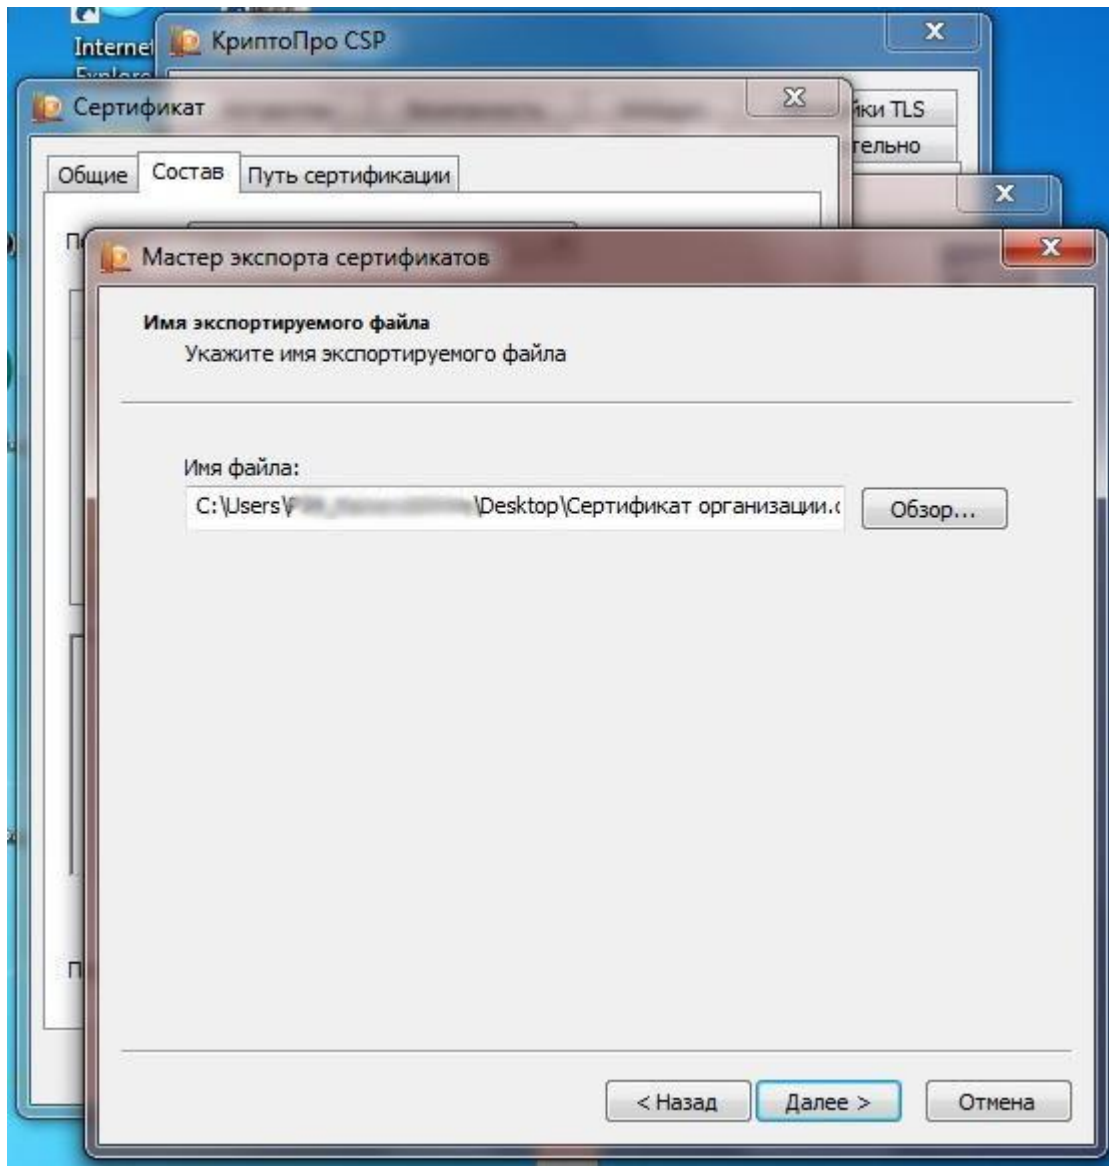 Internet
КриптоПро CSP
Сертификат
йки TLS
тельно
Общие
Состав
Путь сертификации
Мастер экспорта сертификатов
Имя экспортируемого файла
Укажите имя экспортируемого файла
Имя файла:
C:\Users\ \Desktop\Сертификат организации.c
Обзор...
< Назад
Далее >
Отмена